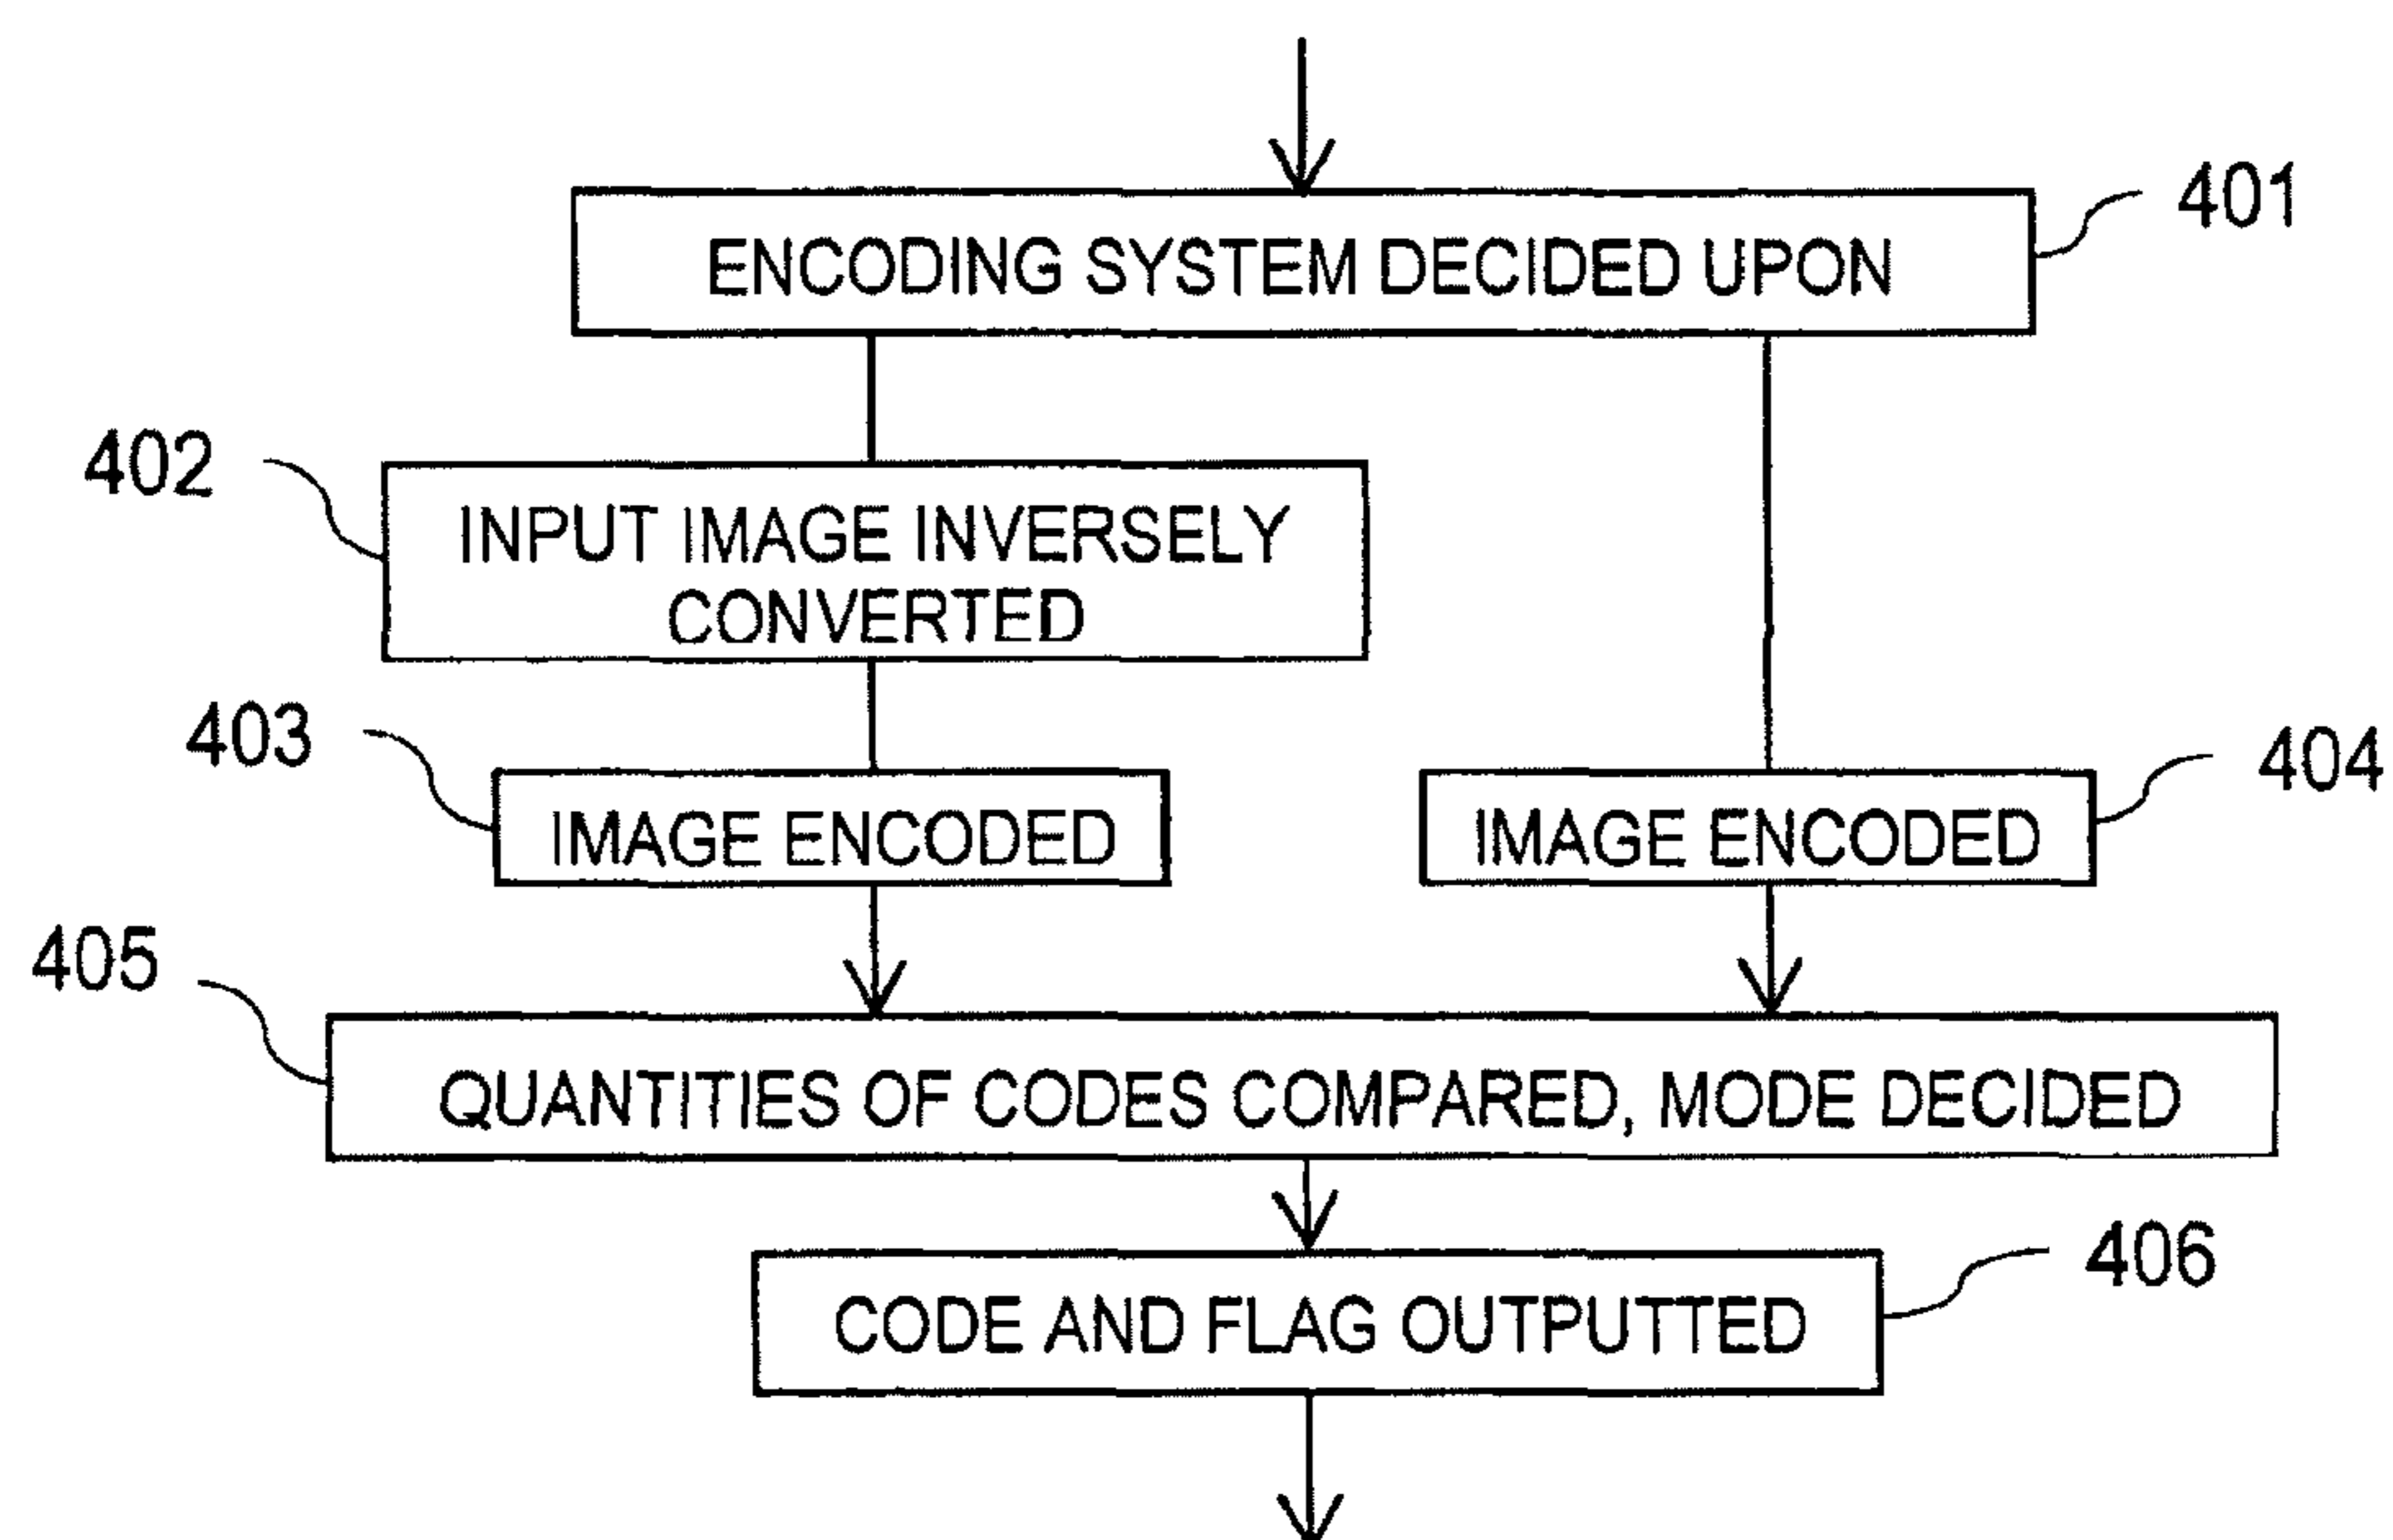 401
ENCODING SYSTEM DECIDED UPON
402
INPUT IMAGE INVERSELY
CONVERTED
403
IMAGE ENCODED
404
IMAGE ENCODED
405
QUANTITIES OF CODES COMPARED, MODE DECIDED
406
CODE AND FLAG OUTPUTTED